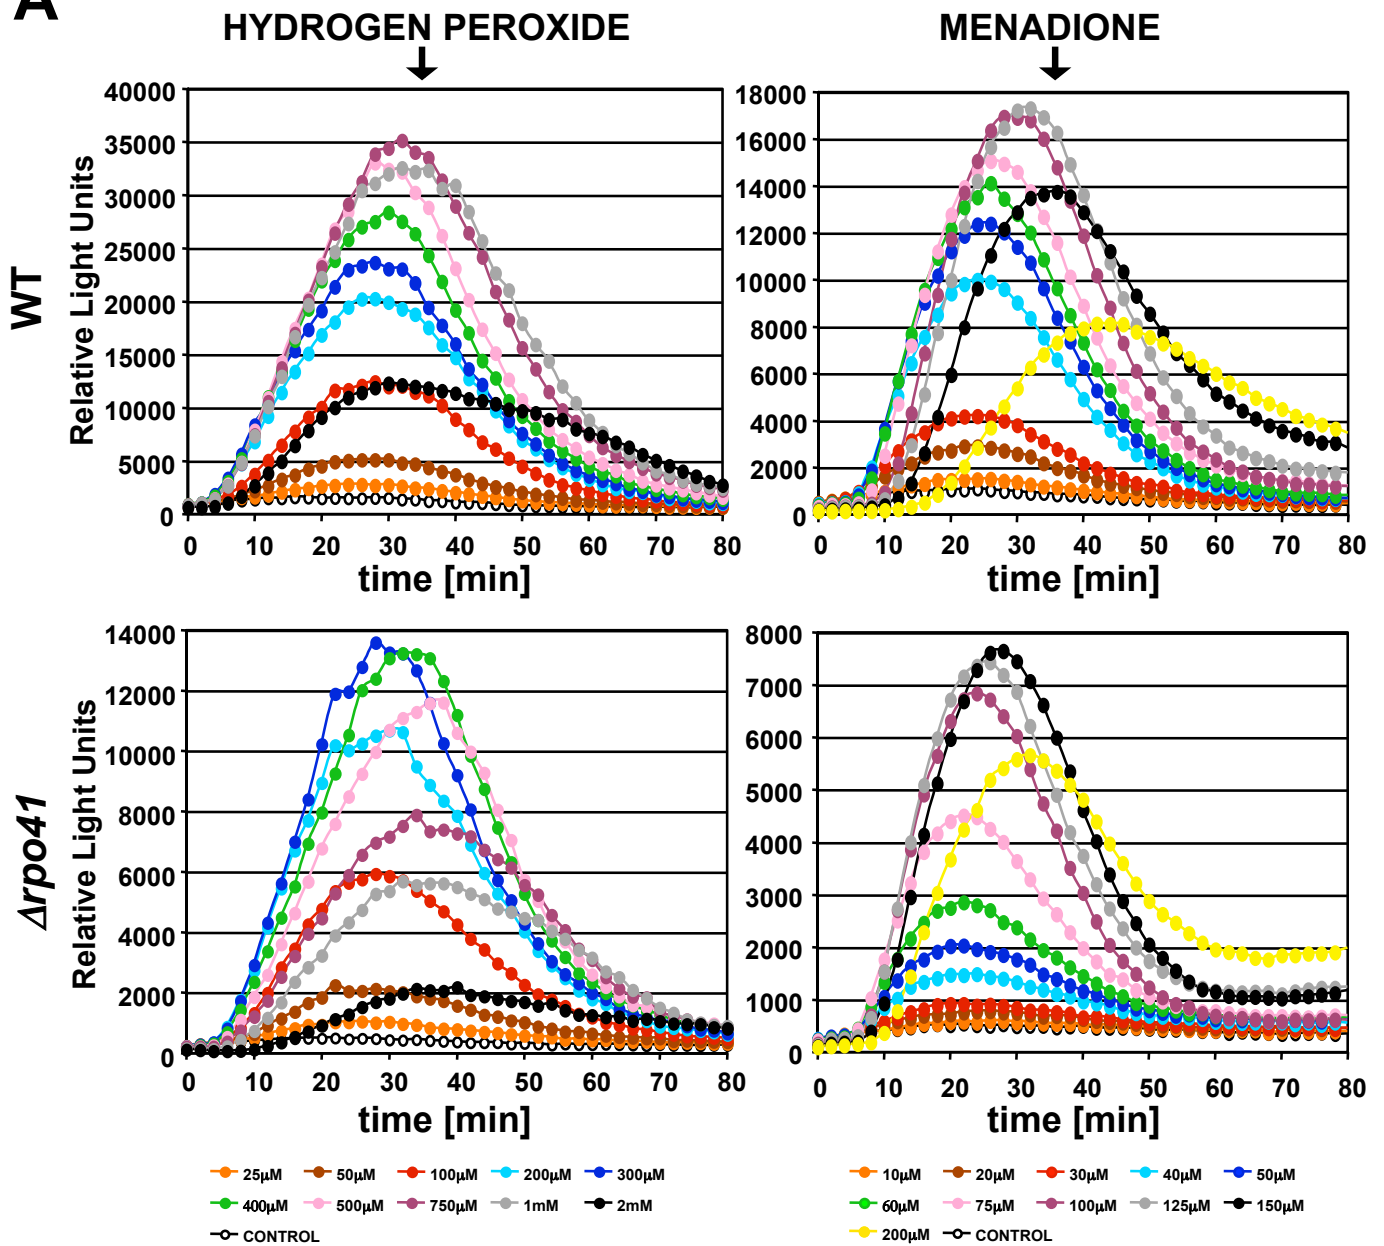 A
HYDROGEN PEROXIDE
MENADIONE
WT
Relative Light Units
40000
35000
30000
25000
20000
15000
10000
5000
0
0 10 20 30 40 50 60 70 80
time [min]
18000
16000
14000
12000
10000
8000
6000
4000
2000
0
0 10 20 30 40 50 60 70 80
time [min]
Δrpo41
Relative Light Units
14000
12000
10000
8000
6000
4000
2000
0
0 10 20 30 40 50 60 70 80
time [min]
8000
7000
6000
5000
4000
3000
2000
1000
0
0 10 20 30 40 50 60 70 80
time [min]
25µM 50µM 100µM 200µM 300µM
400µM 500µM 750µM 1mM 2mM
CONTROL
10µM 20µM 30µM 40µM 50µM
60µM 75µM 100µM 125µM 150µM
200µM CONTROL